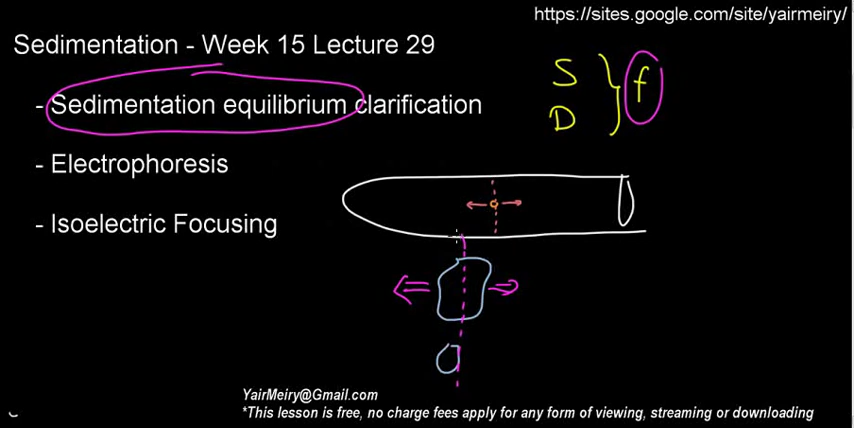 https://sites.google.com/site/yairmeiry/
Sedimentation - Week 15 Lecture 29
- Sedimentation equilibrium clarification
- Electrophoresis
- Isoelectric Focusing
S
D
f
YairMeiry@Gmail.com
*This lesson is free, no charge fees apply for any form of viewing, streaming or downloading